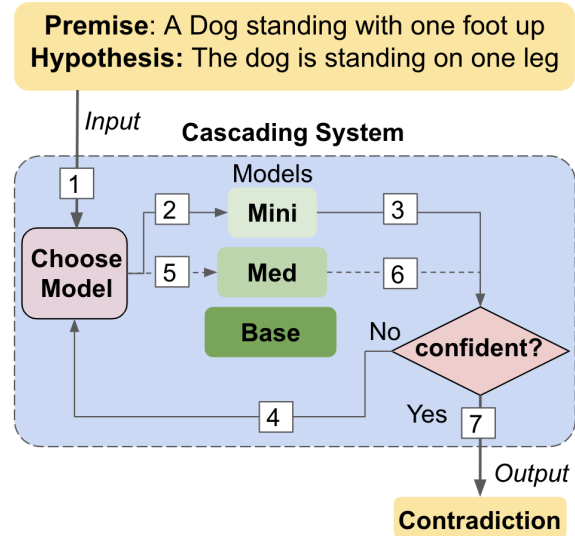 Premise: A Dog standing with one foot up
Hypothesis: The dog is standing on one leg
Input
Cascading System
Models
1
2
Mini
3
Choose
Model
5
Med
6
Base
No
confident?
4
Yes
7
Output
Contradiction